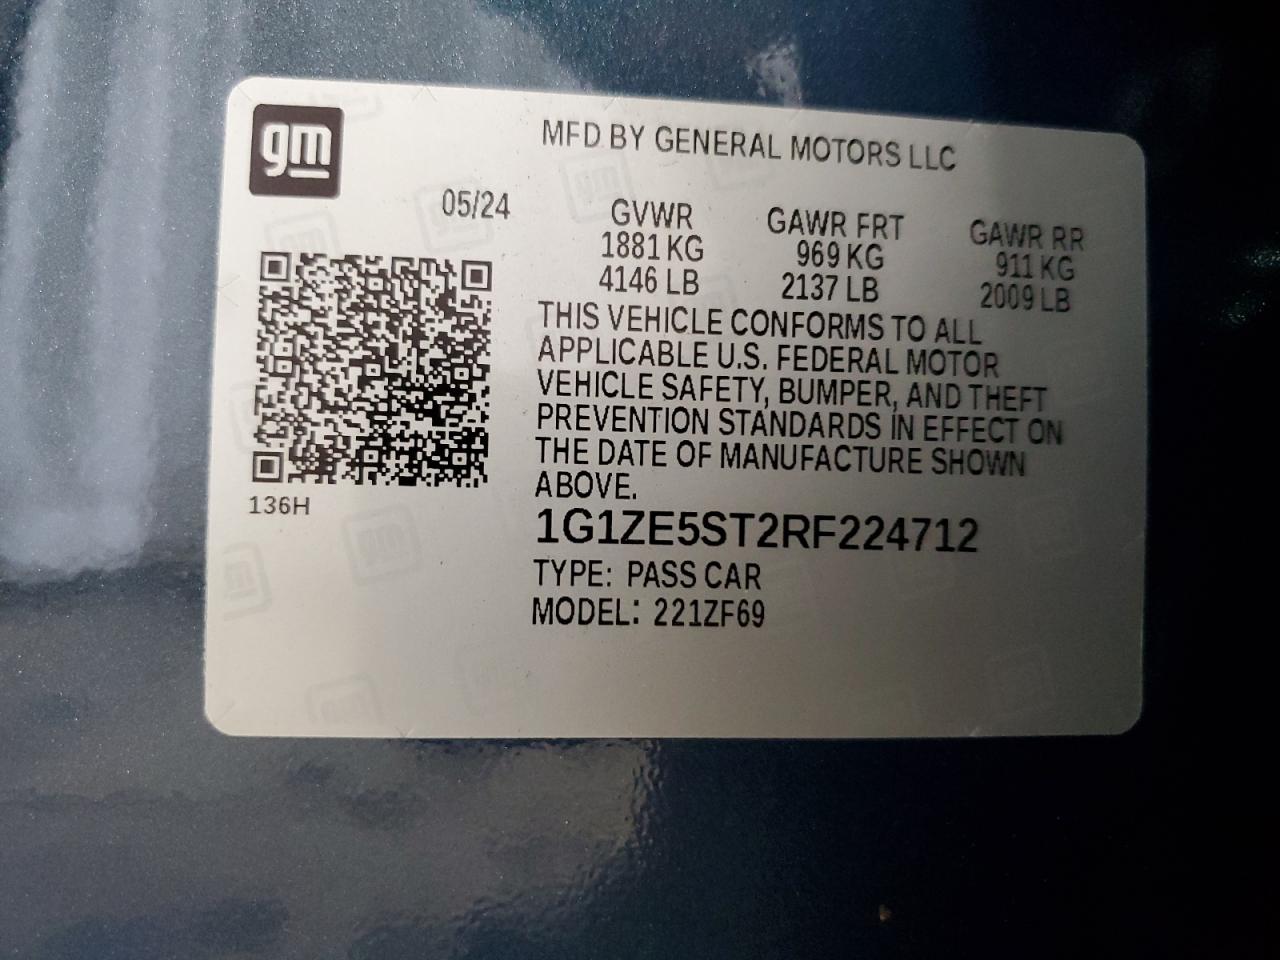 gm
MFD BY GENERAL MOTORS LLC
05/24
GVWR GAWR FRT GAWR RR
1881 KG 969 KG 911 KG
4146 LB 2137 LB 2009 LB
THIS VEHICLE CONFORMS TO ALL
APPLICABLE U.S. FEDERAL MOTOR
VEHICLE SAFETY, BUMPER, AND THEFT
PREVENTION STANDARDS IN EFFECT ON
THE DATE OF MANUFACTURE SHOWN
ABOVE.
136H
1G1ZE5ST2RF224712
TYPE: PASS CAR
MODEL: 221ZF69